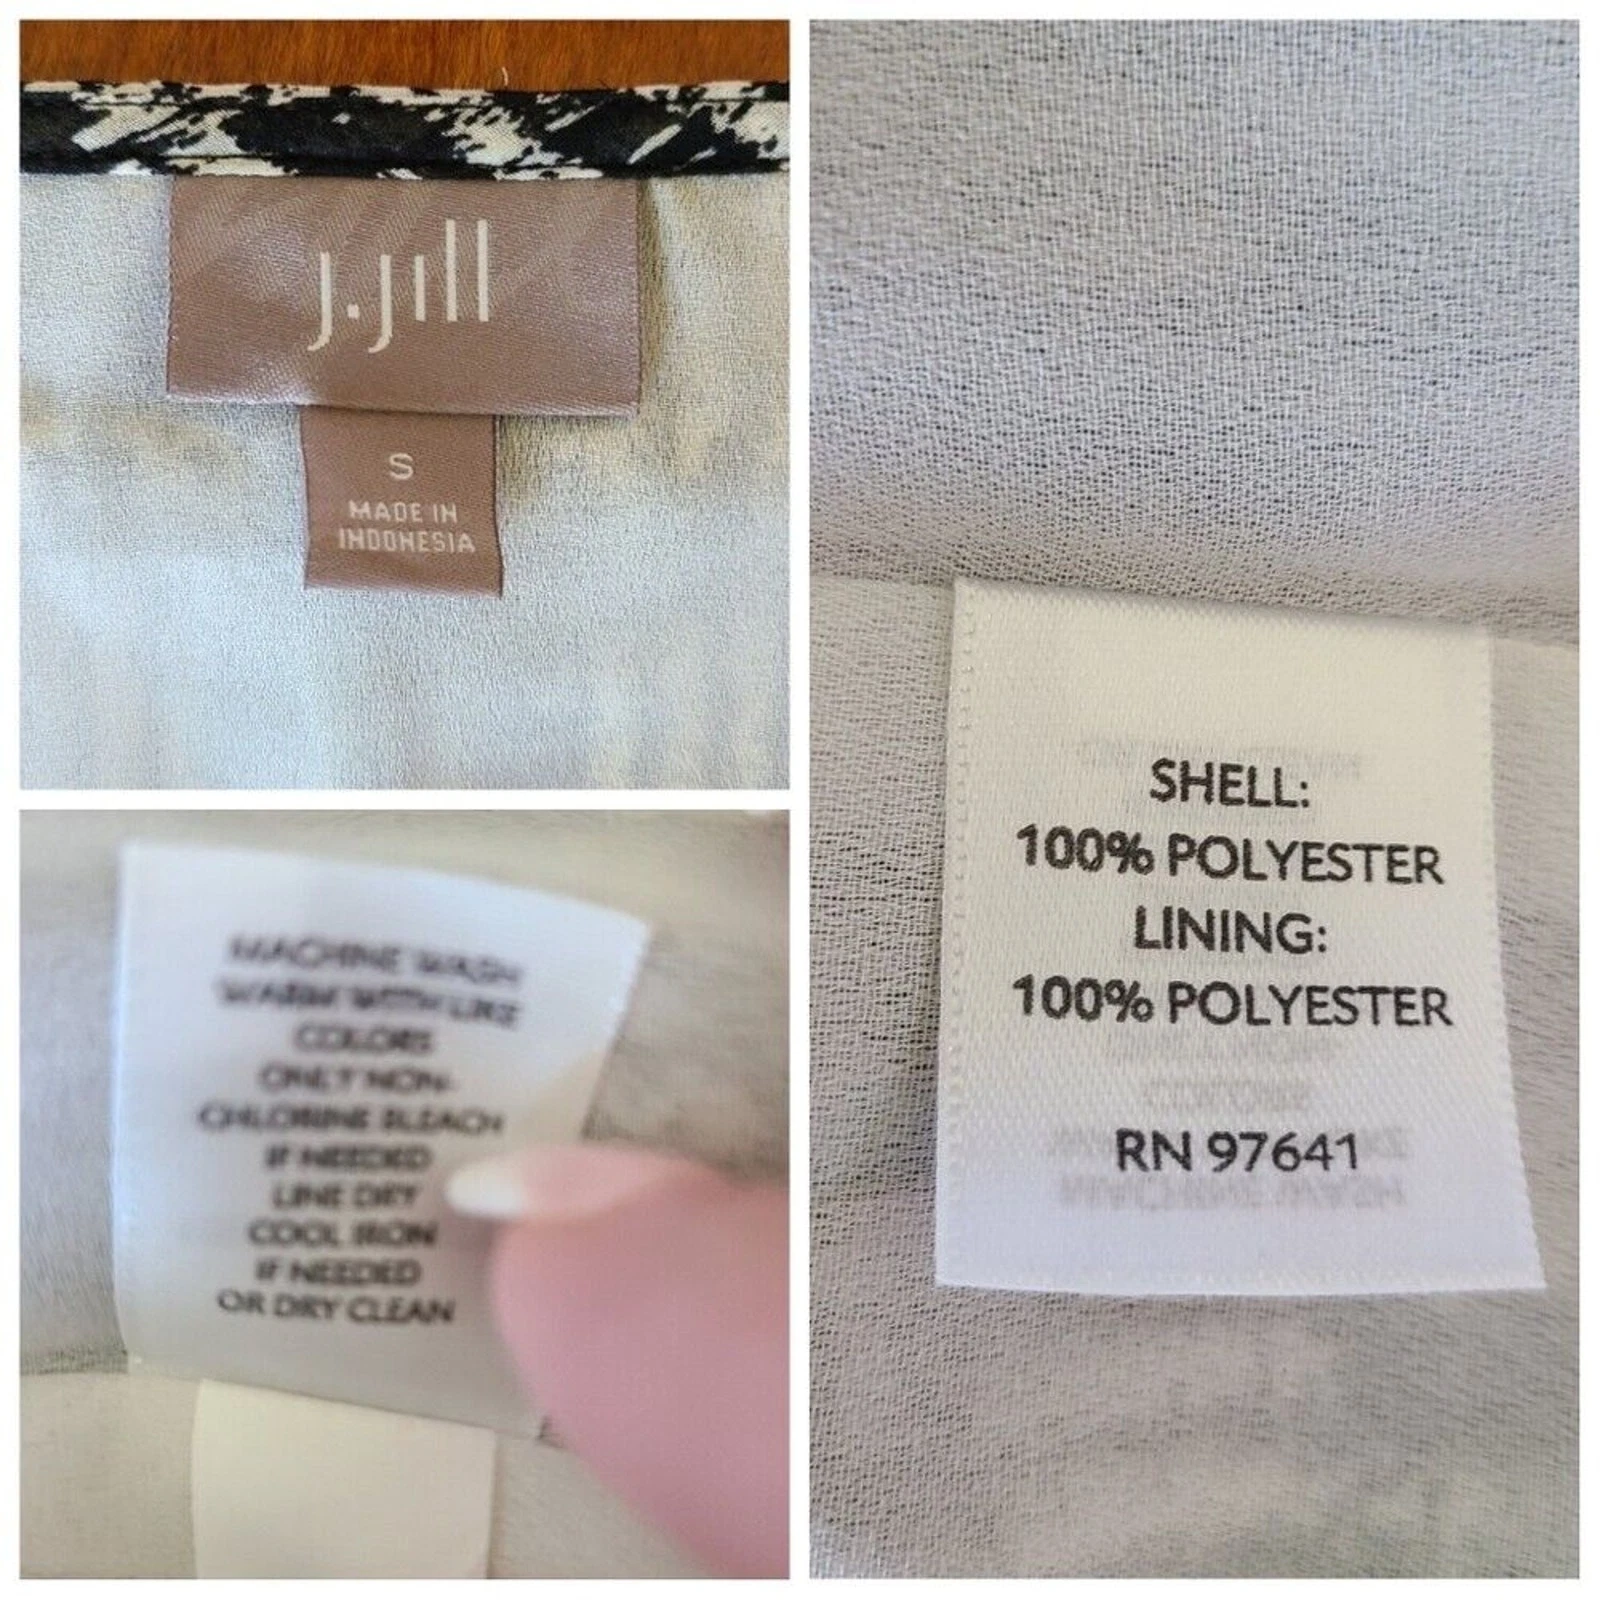 J.Jill
S
MADE IN
INDONESIA
MACHINE WASH
WARM WITH LIKE
COLORS
ONLY NON-
CHLORINE BLEACH
IF NEEDED
LINE DRY
COOL IRON
IF NEEDED
OR DRY CLEAN
SHELL:
100% POLYESTER
LINING:
100% POLYESTER
RN 97641